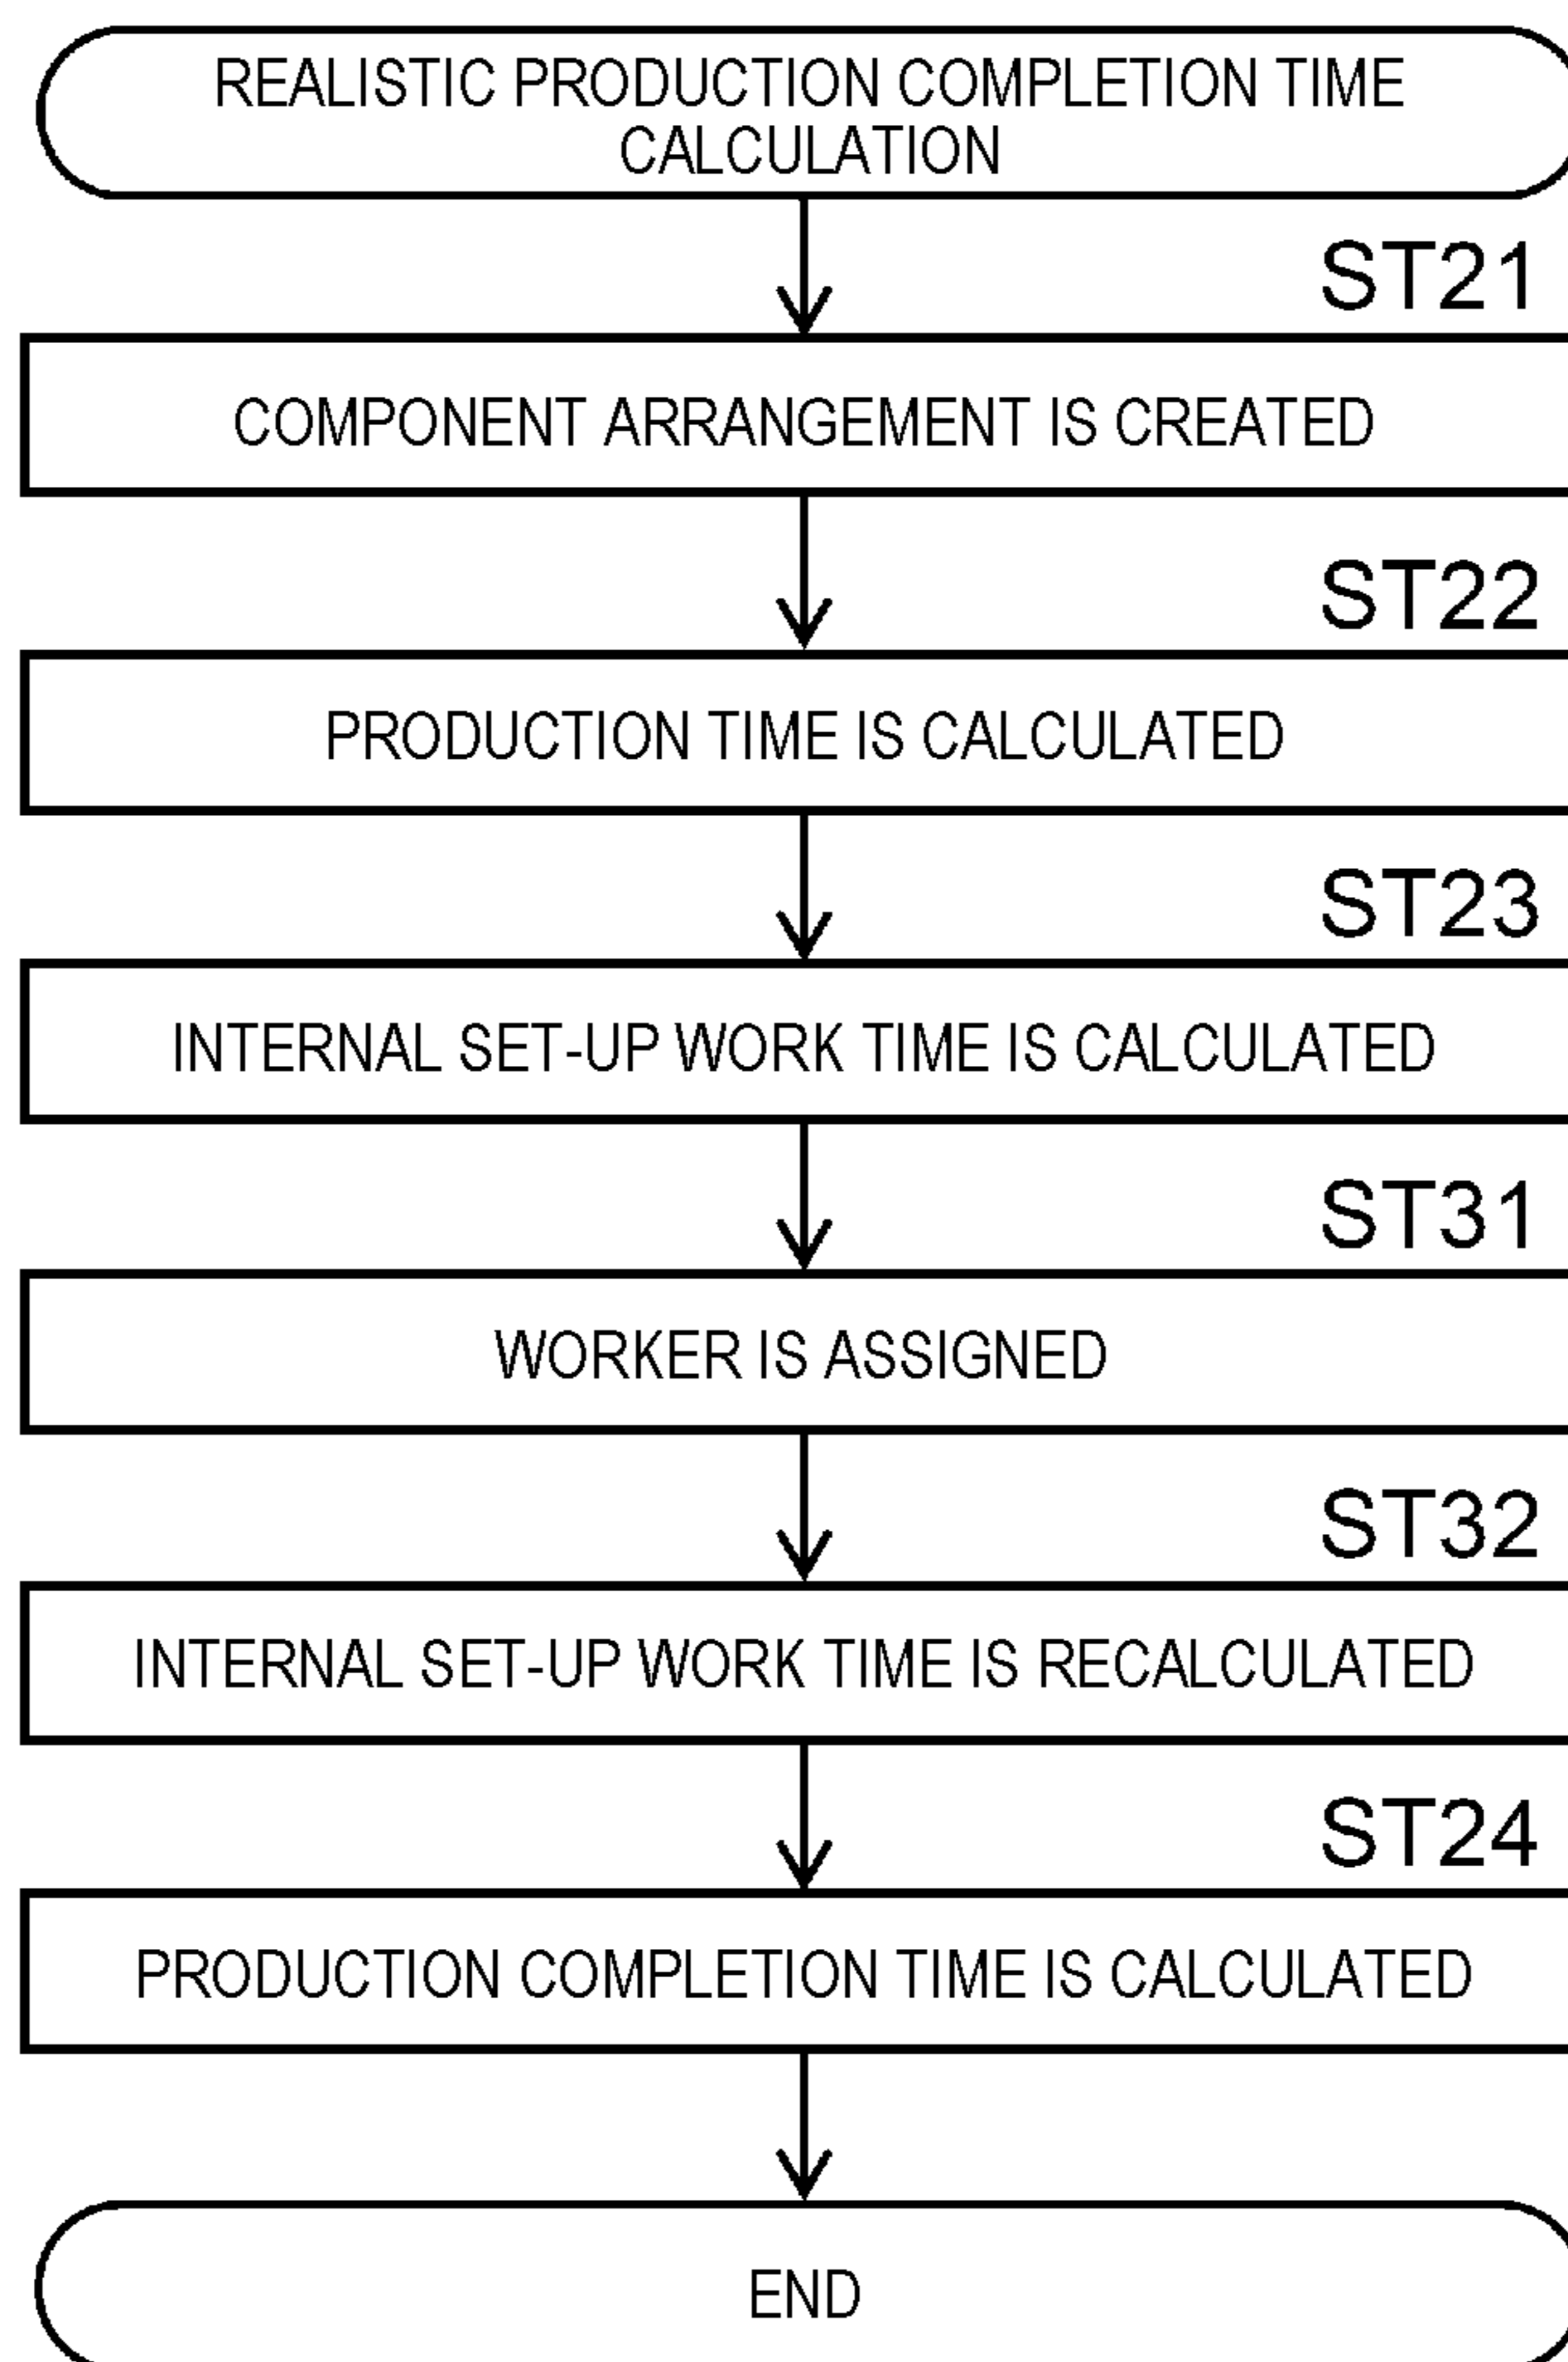 REALISTIC PRODUCTION COMPLETION TIME
CALCULATION
ST21
COMPONENT ARRANGEMENT IS CREATED
ST22
PRODUCTION TIME IS CALCULATED
ST23
INTERNAL SET-UP WORK TIME IS CALCULATED
ST31
WORKER IS ASSIGNED
ST32
INTERNAL SET-UP WORK TIME IS RECALCULATED
ST24
PRODUCTION COMPLETION TIME IS CALCULATED
END